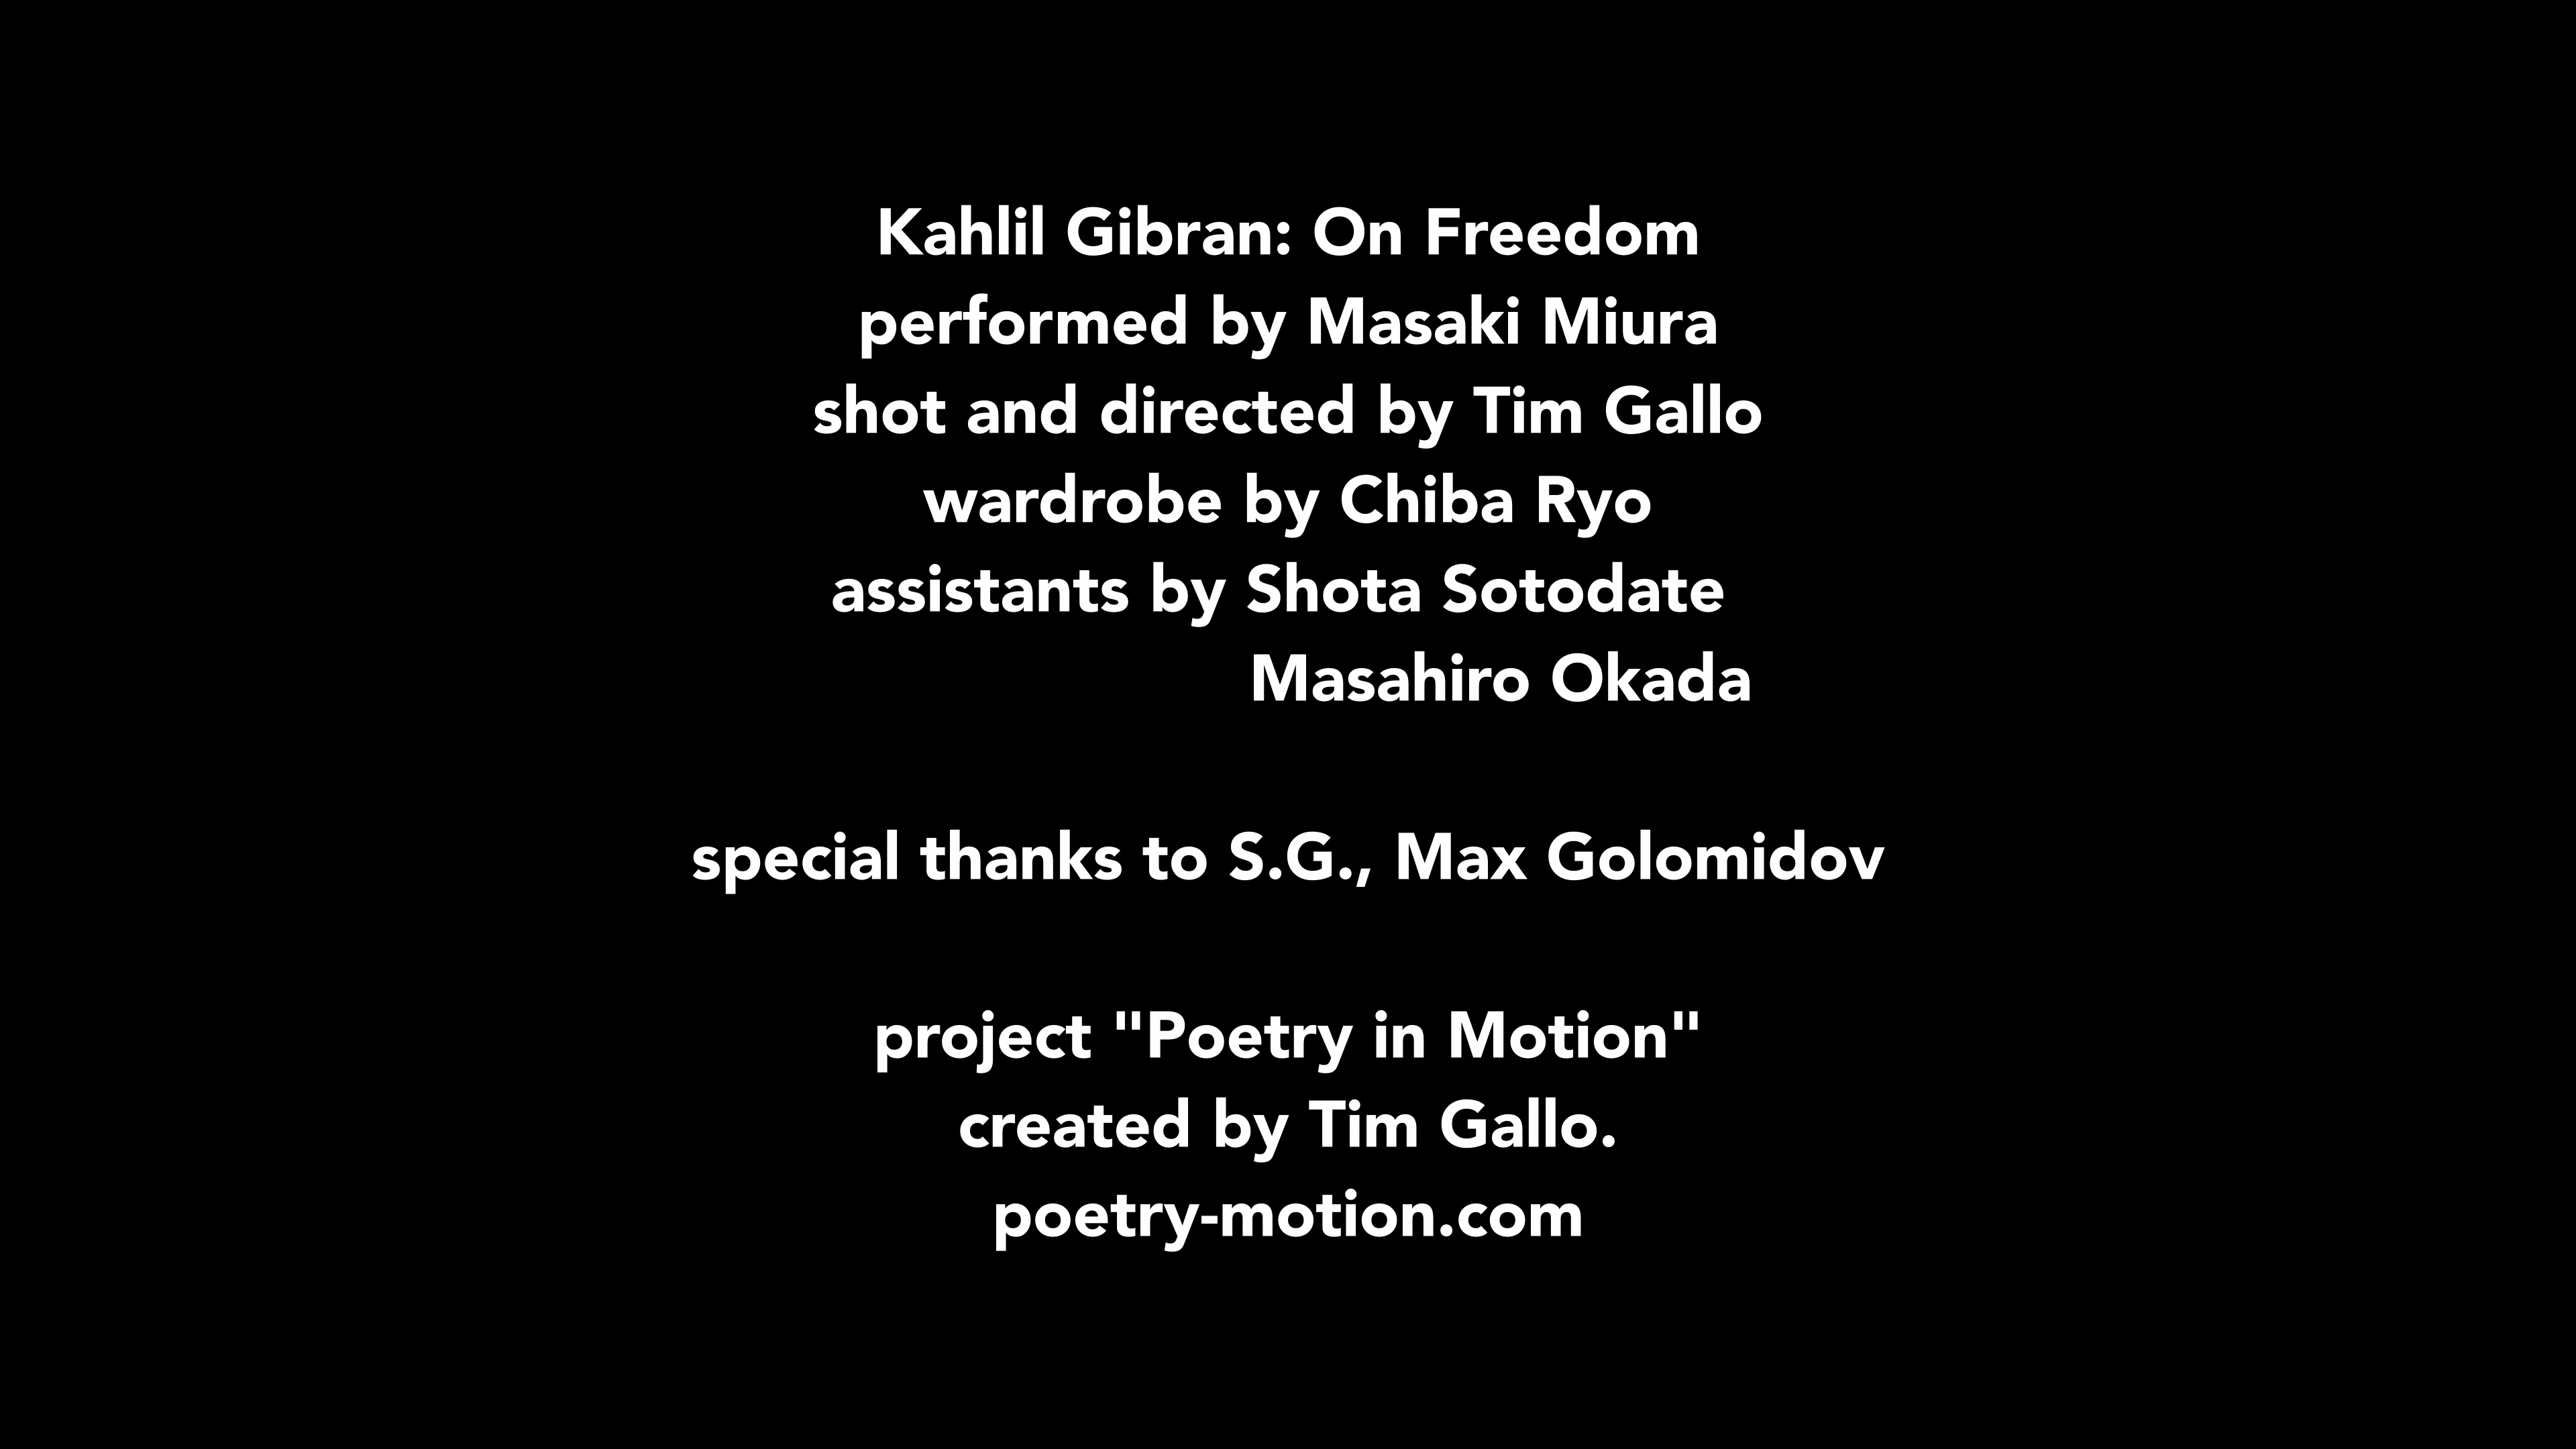 Kahlil Gibran: On Freedom
performed by Masaki Miura
shot and directed by Tim Gallo
wardrobe by Chiba Ryo
assistants by Shota Sotodate
Masahiro Okada
special thanks to S.G., Max Golomidov
project "Poetry in Motion"
created by Tim Gallo.
poetry-motion.com